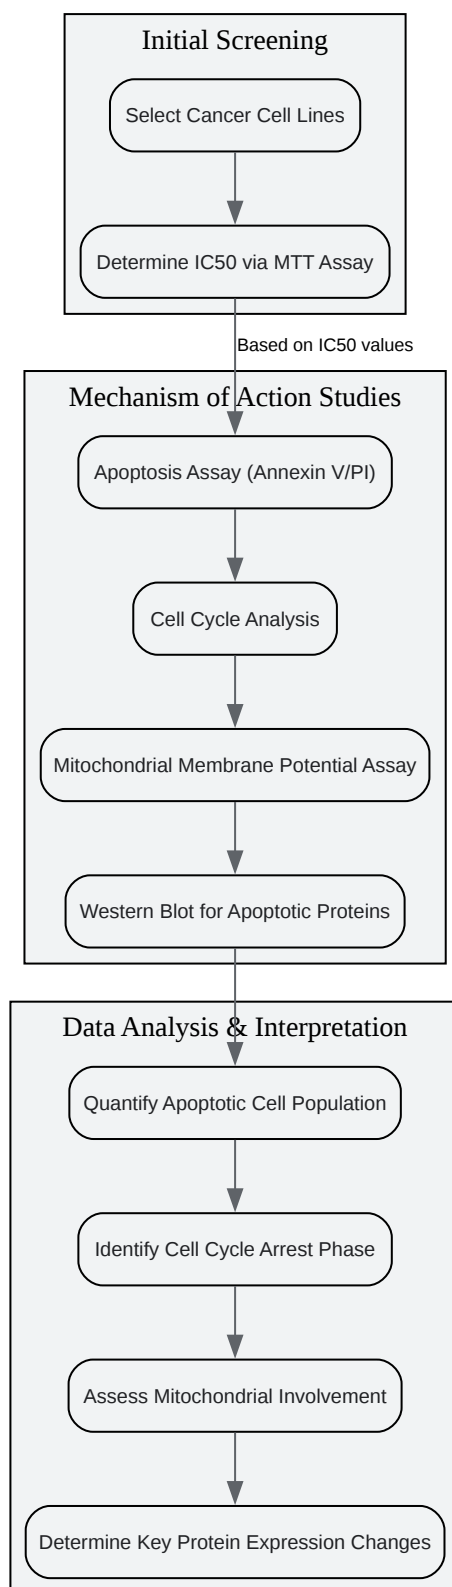 Initial Screening
Select Cancer Cell Lines
Determine IC50 via MTT Assay
Based on IC50 values
Mechanism of Action Studies
Apoptosis Assay (Annexin V/PI)
Cell Cycle Analysis
Mitochondrial Membrane Potential Assay
Western Blot for Apoptotic Proteins
Data Analysis & Interpretation
Quantify Apoptotic Cell Population
Identify Cell Cycle Arrest Phase
Assess Mitochondrial Involvement
Determine Key Protein Expression Changes